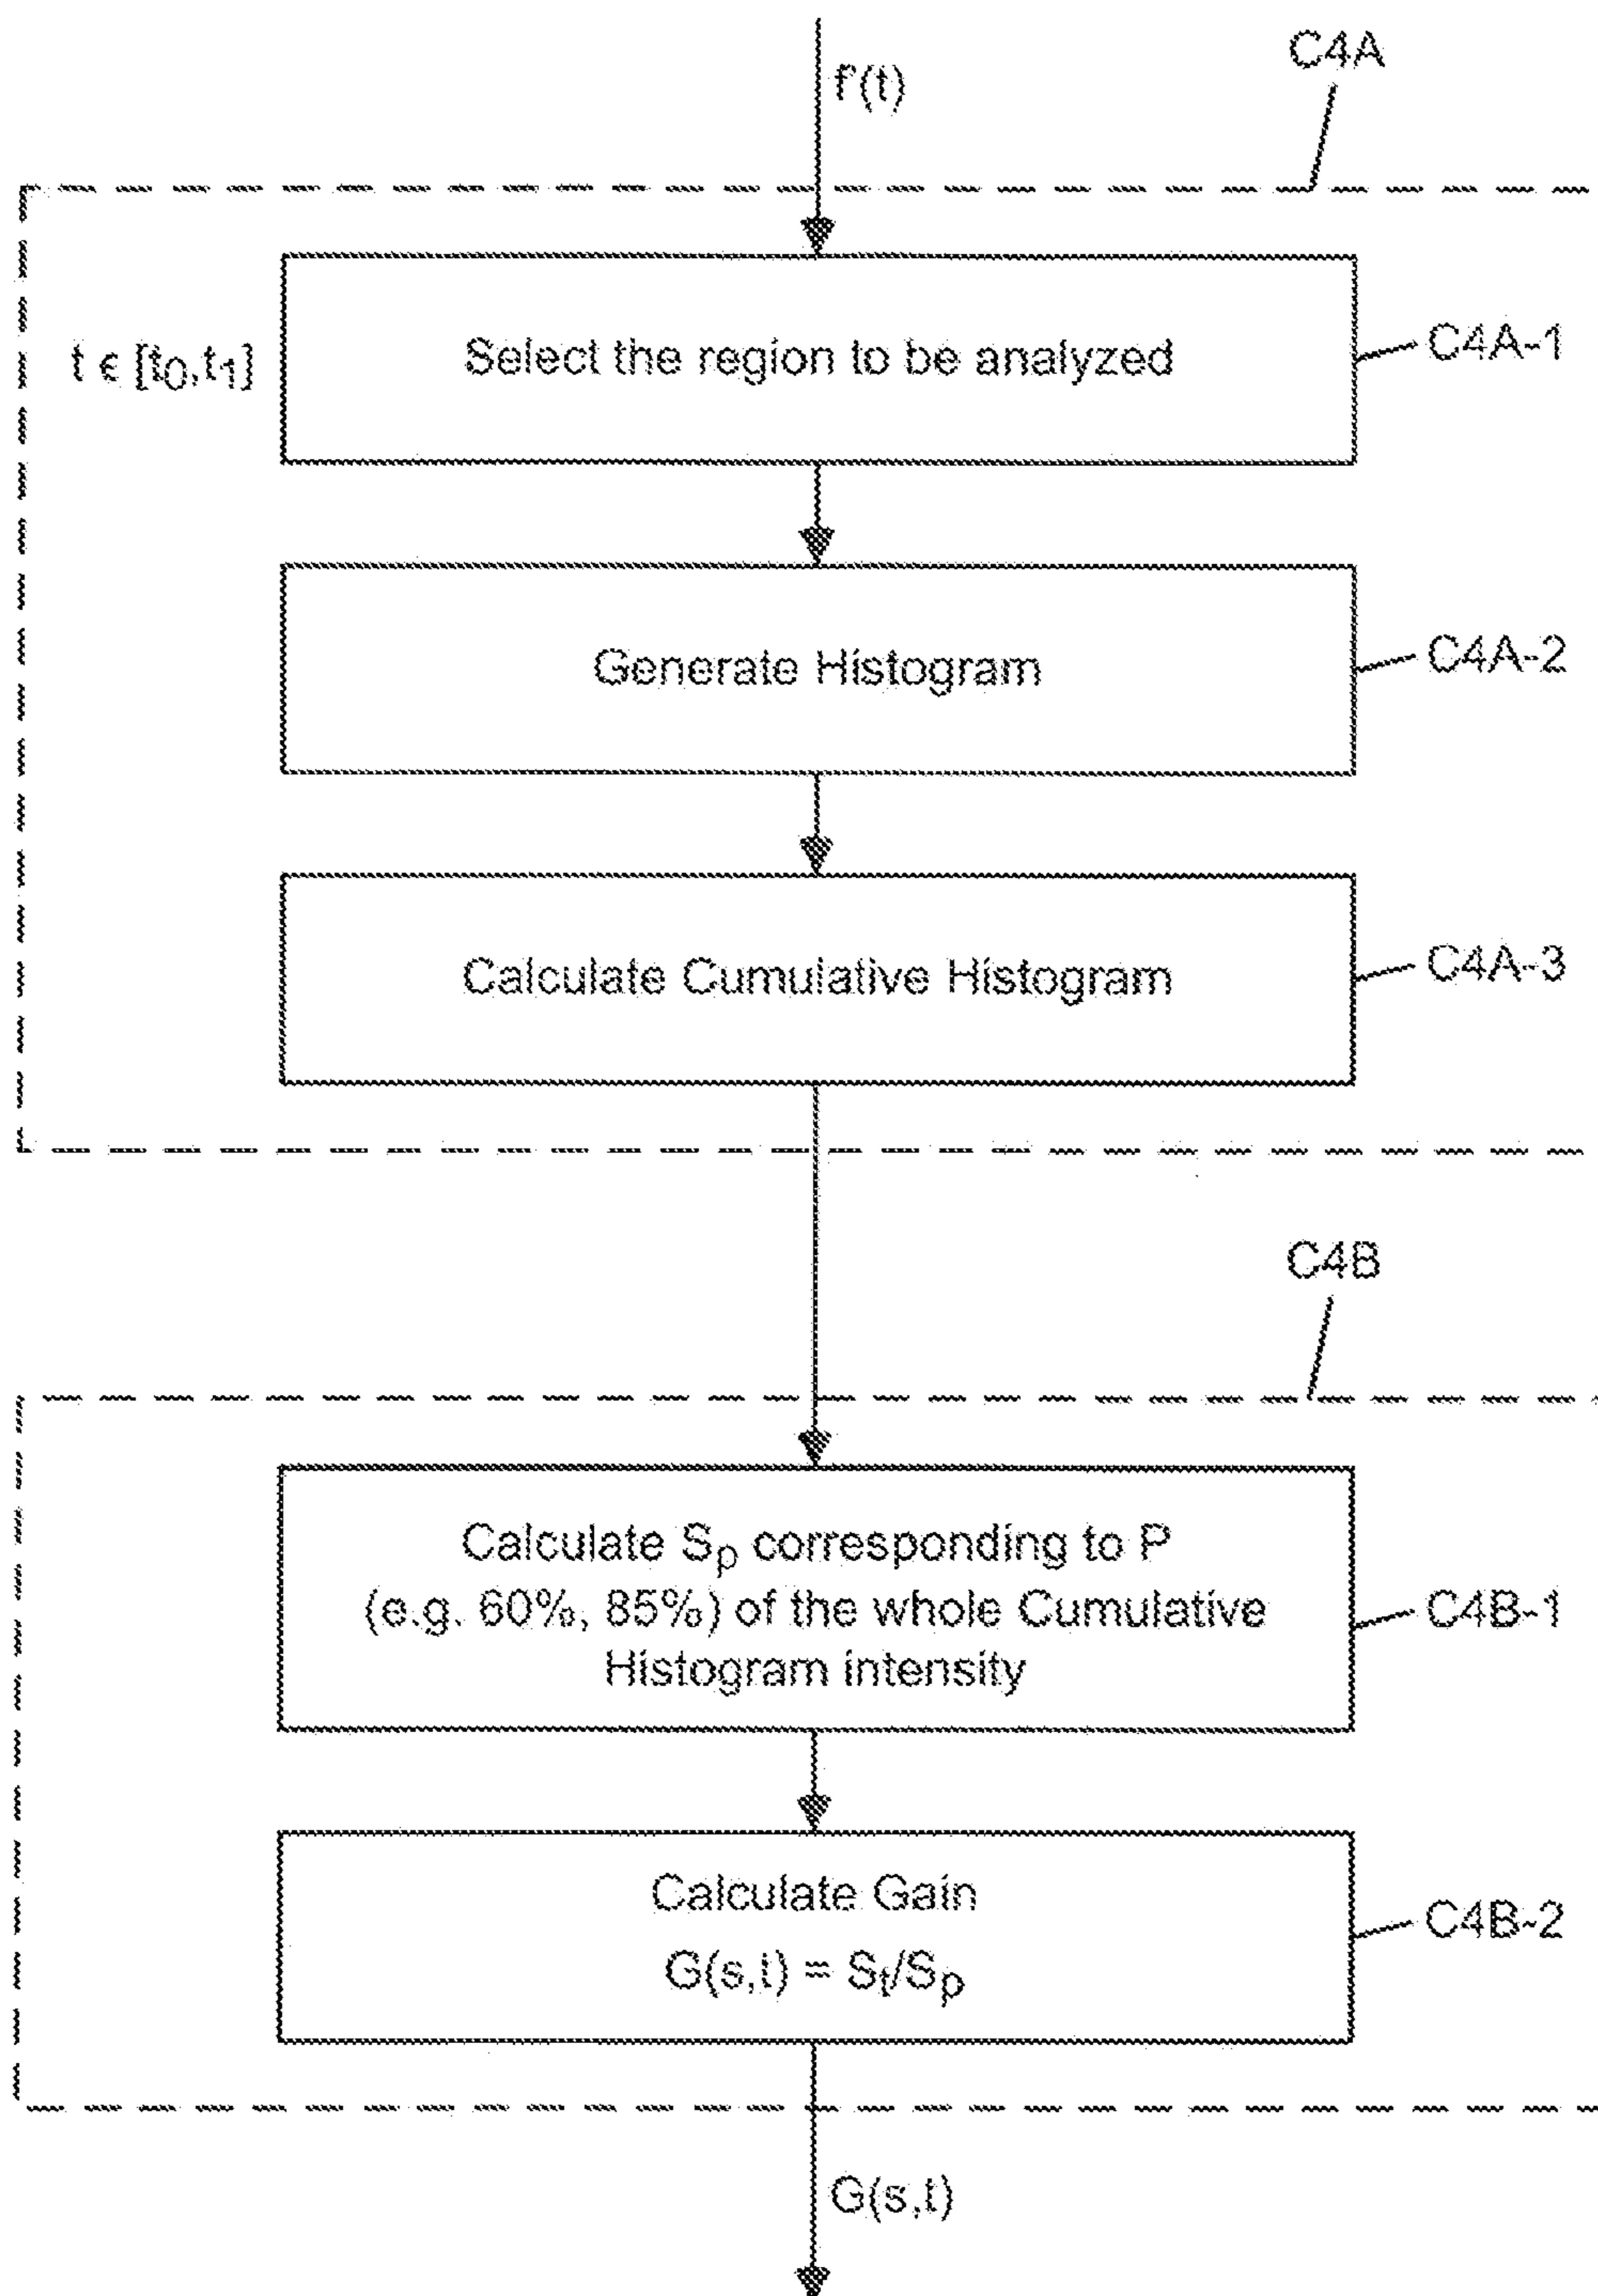 f'(t)
C4A
t ϵ [t₀,t₁]
Select the region to be analyzed
C4A-1
Generate Histogram
C4A-2
Calculate Cumulative Histogram
C4A-3
C4B
Calculate Sₚ corresponding to P
(e.g. 60%, 85%) of the whole Cumulative
Histogram intensity
C4B-1
Calculate Gain
G(s,t) = Sₜ/Sₚ
C4B-2
G(s,t)